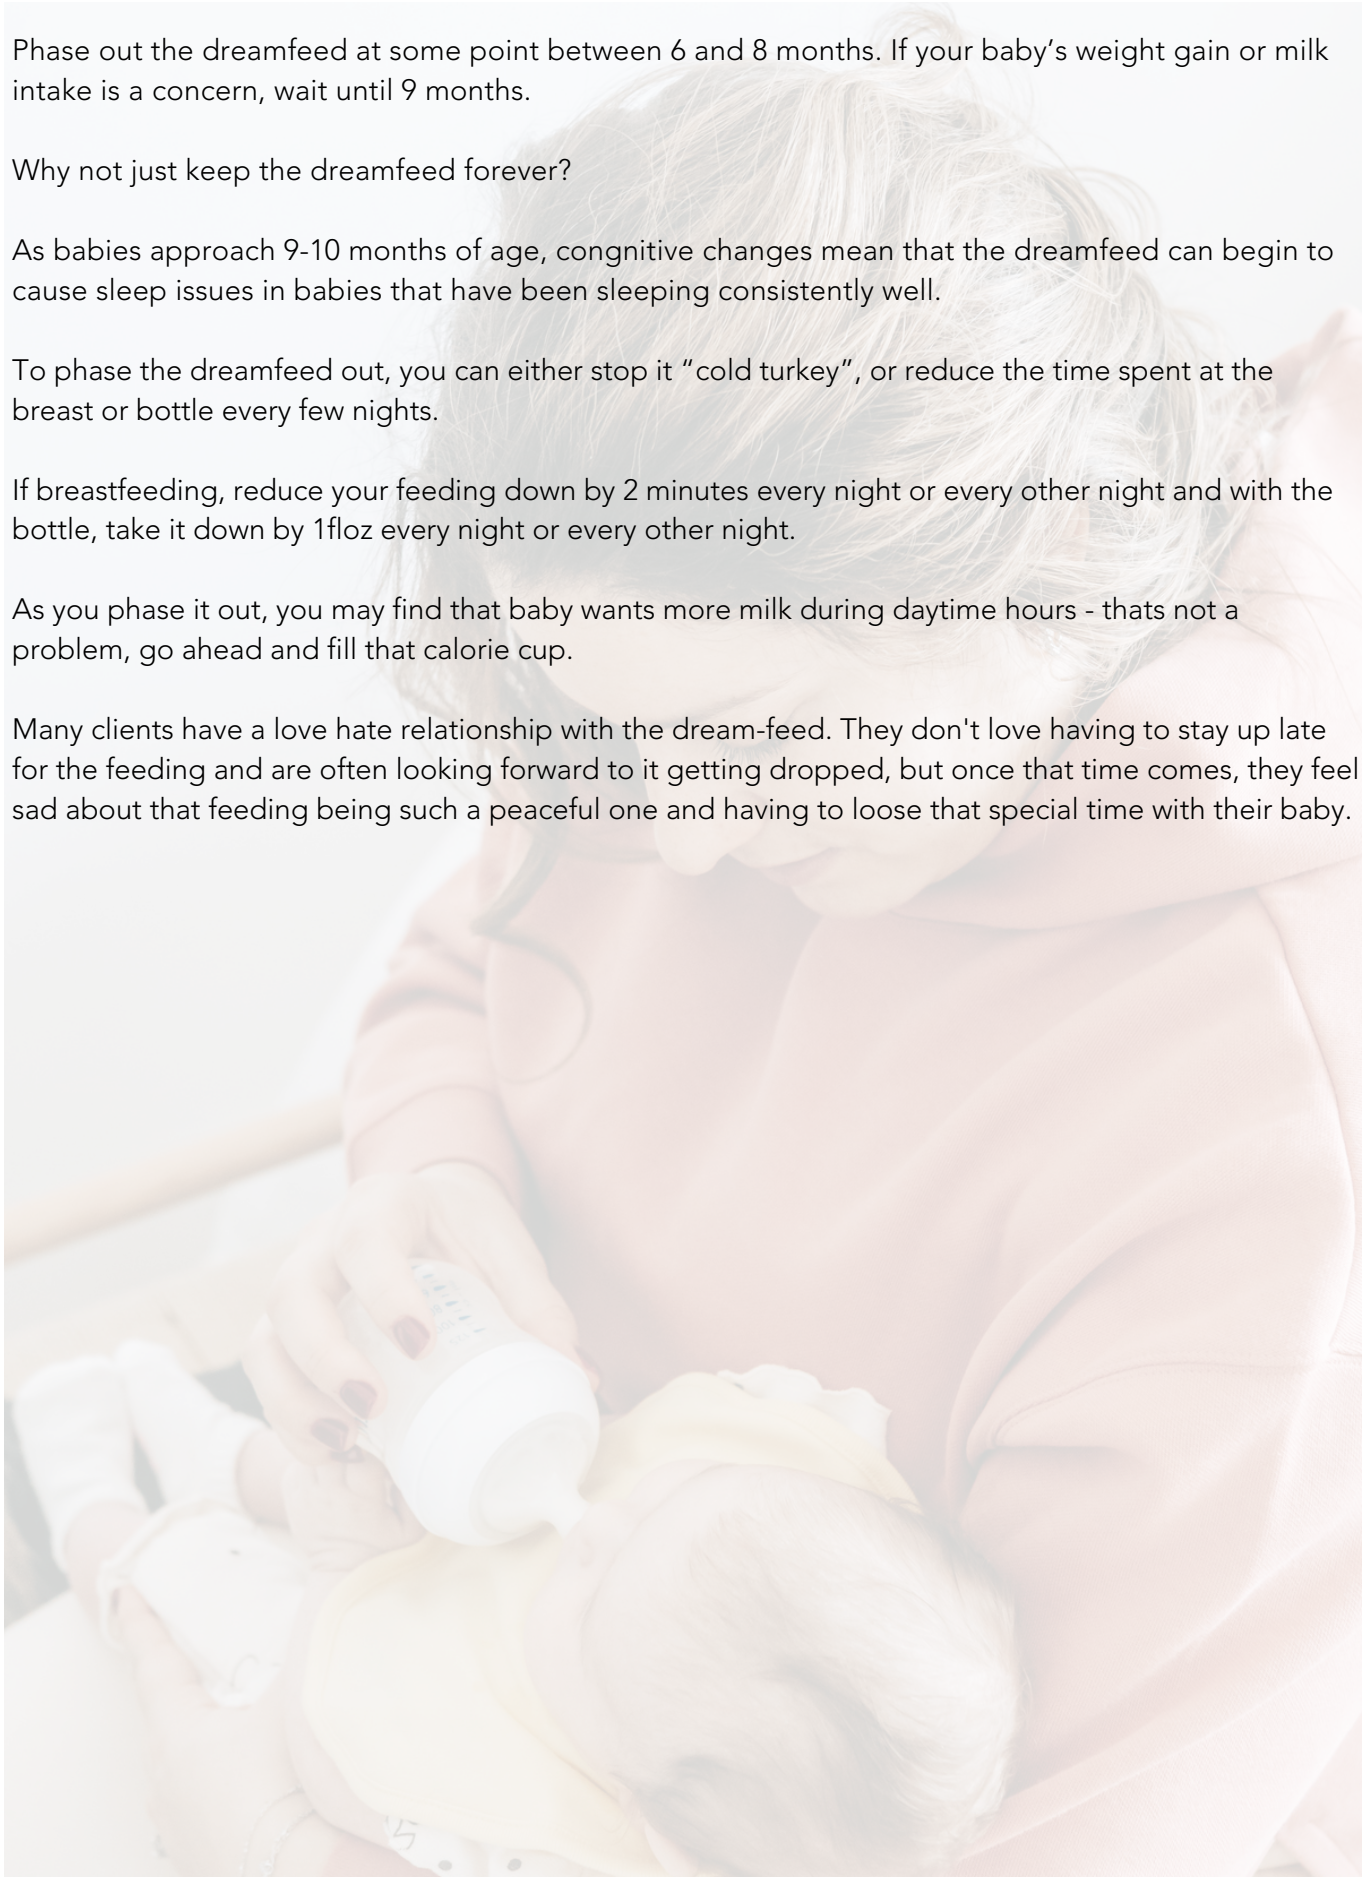 Phase out the dreamfeed at some point between 6 and 8 months. If your baby’s weight gain or milk
intake is a concern, wait until 9 months.
Why not just keep the dreamfeed forever?
As babies approach 9-10 months of age, congnitive changes mean that the dreamfeed can begin to
cause sleep issues in babies that have been sleeping consistently well.
To phase the dreamfeed out, you can either stop it “cold turkey”, or reduce the time spent at the
breast or bottle every few nights.
If breastfeeding, reduce your feeding down by 2 minutes every night or every other night and with the
bottle, take it down by 1floz every night or every other night.
As you phase it out, you may find that baby wants more milk during daytime hours - thats not a
problem, go ahead and fill that calorie cup.
Many clients have a love hate relationship with the dream-feed. They don't love having to stay up late
for the feeding and are often looking forward to it getting dropped, but once that time comes, they feel
sad about that feeding being such a peaceful one and having to loose that special time with their baby.